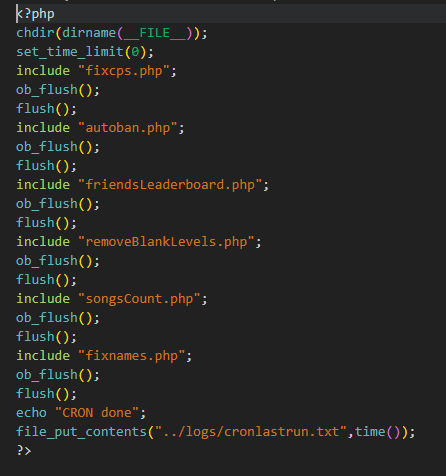 <?php
chdir(dirname(__FILE__));
set_time_limit(0);
include "fixcps.php";
ob_flush();
flush();
include "autoban.php";
ob_flush();
flush();
include "friendsLeaderboard.php";
ob_flush();
flush();
include "removeBlankLevels.php";
ob_flush();
flush();
include "songsCount.php";
ob_flush();
flush();
include "fixnames.php";
ob_flush();
flush();
echo "CRON done";
file_put_contents("../logs/cronlastrun.txt",time());
?>